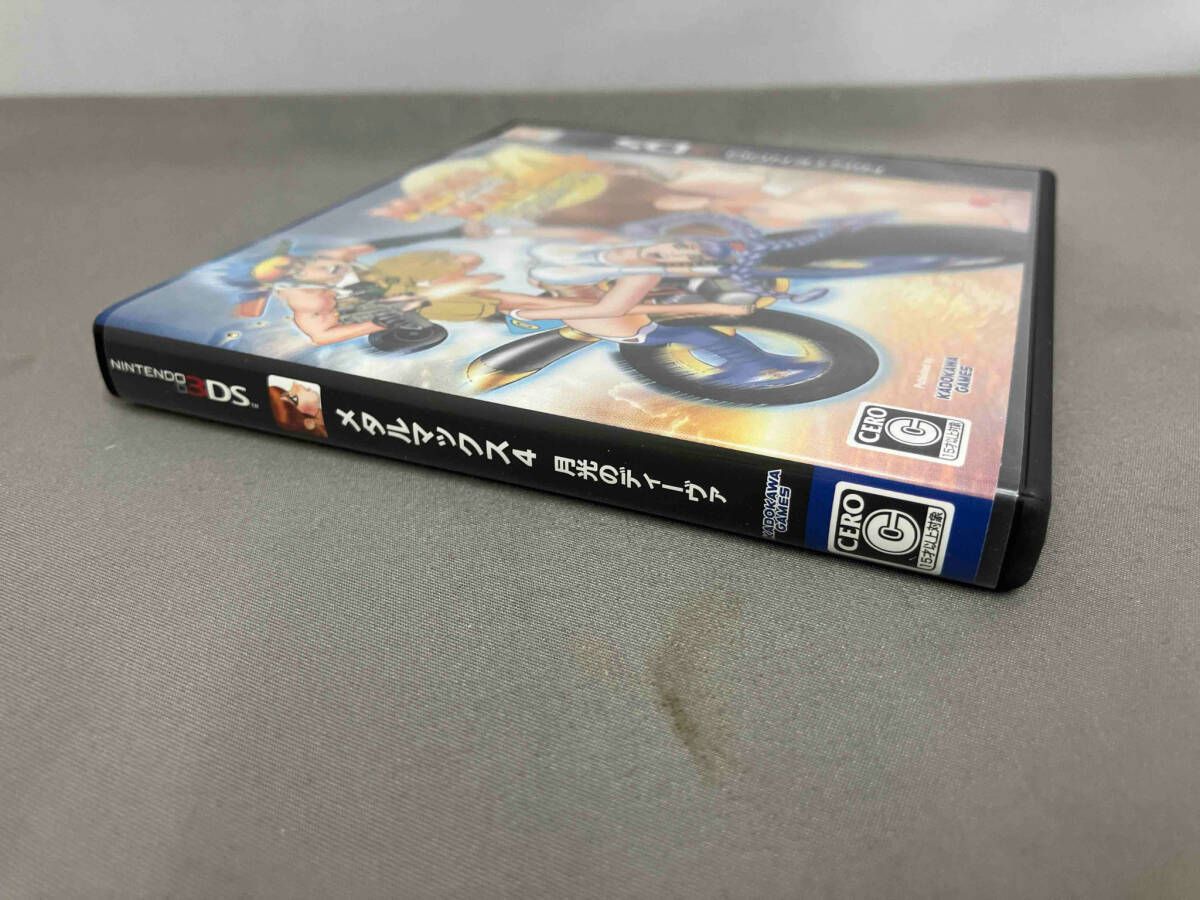 NINTENDO 3DS™
メタルマックス4 月光のディーヴァ
KADOKAWA
GAMES
CERO
C
15才以上対象
Published by
KADOKAWA
GAMES
CERO
C
15才以上対象